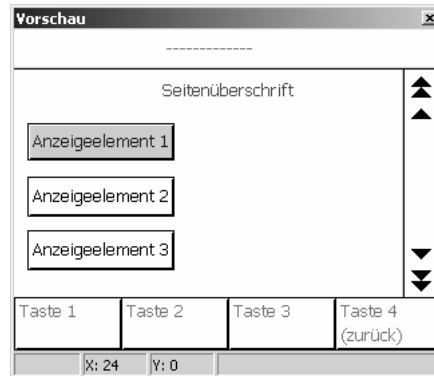 Vorschau
-------------
Seitenüberschrift
Anzeigeelement 1
Anzeigeelement 2
Anzeigeelement 3
Taste 1 Taste 2 Taste 3 Taste 4
(zurück)
X: 24 Y: 0